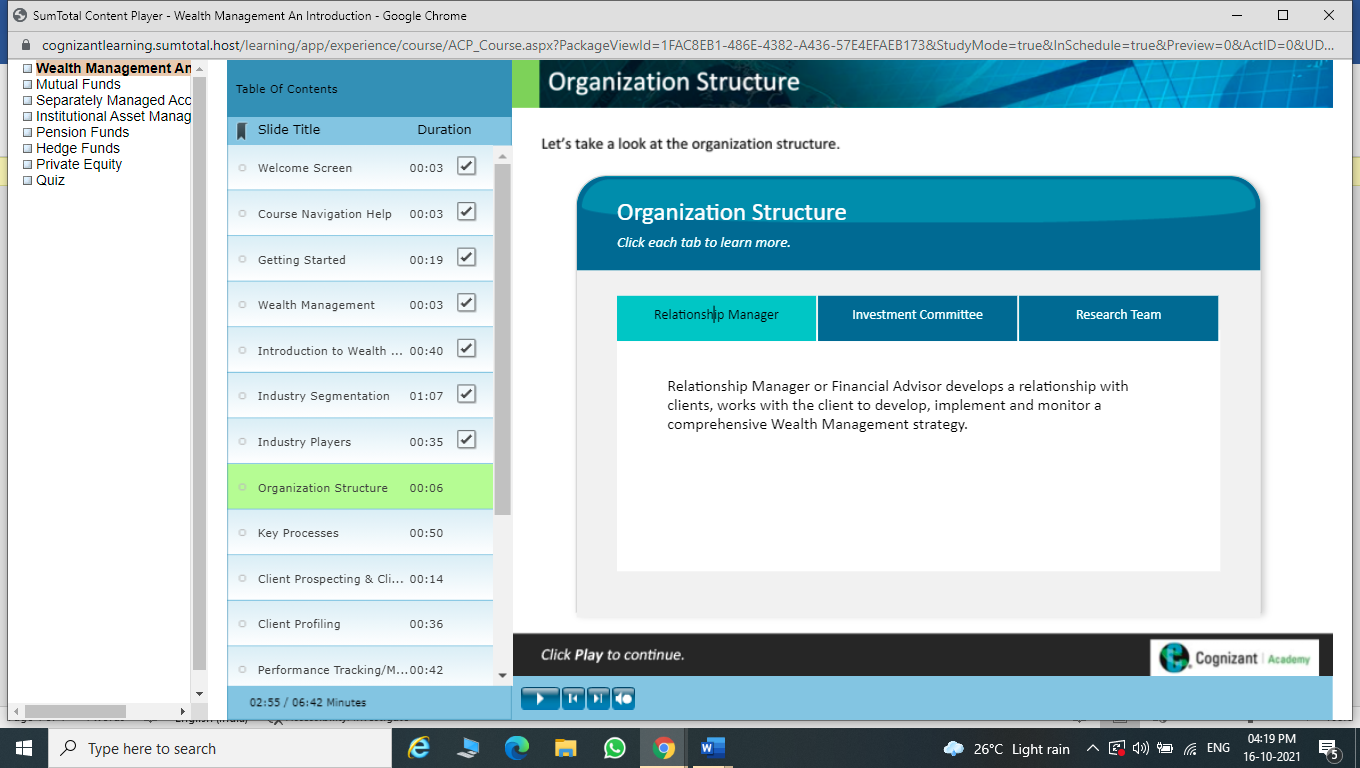 SumTotal Content Player - Wealth Management An Introduction - Google Chrome
cognizantlearning.sumtotal.host/learning/app/experience/course/ACP_Course.aspx?PackageViewId=1FAC8EB1-486E-4382-A436-57E4EFAEB173&StudyMode=true&InSchedule=true&Preview=0&ActID=0&UD...
Wealth Management An
Mutual Funds
Separately Managed Acc
Institutional Asset Manag
Pension Funds
Hedge Funds
Private Equity
Quiz
Table Of Contents
Slide Title Duration
Welcome Screen 00:03
Course Navigation Help 00:03
Getting Started 00:19
Wealth Management 00:03
Introduction to Wealth ... 00:40
Industry Segmentation 01:07
Industry Players 00:35
Organization Structure 00:06
Key Processes 00:50
Client Prospecting & Cli... 00:14
Client Profiling 00:36
Performance Tracking/M... 00:42
02:55 / 06:42 Minutes
Organization Structure
Let's take a look at the organization structure.
Organization Structure
Click each tab to learn more.
Relationship Manager Investment Committee Research Team
Relationship Manager or Financial Advisor develops a relationship with
clients, works with the client to develop, implement and monitor a
comprehensive Wealth Management strategy.
Click Play to continue.
Cognizant Academy
Type here to search
26°C Light rain
ENG
04:19 PM
16-10-2021
5